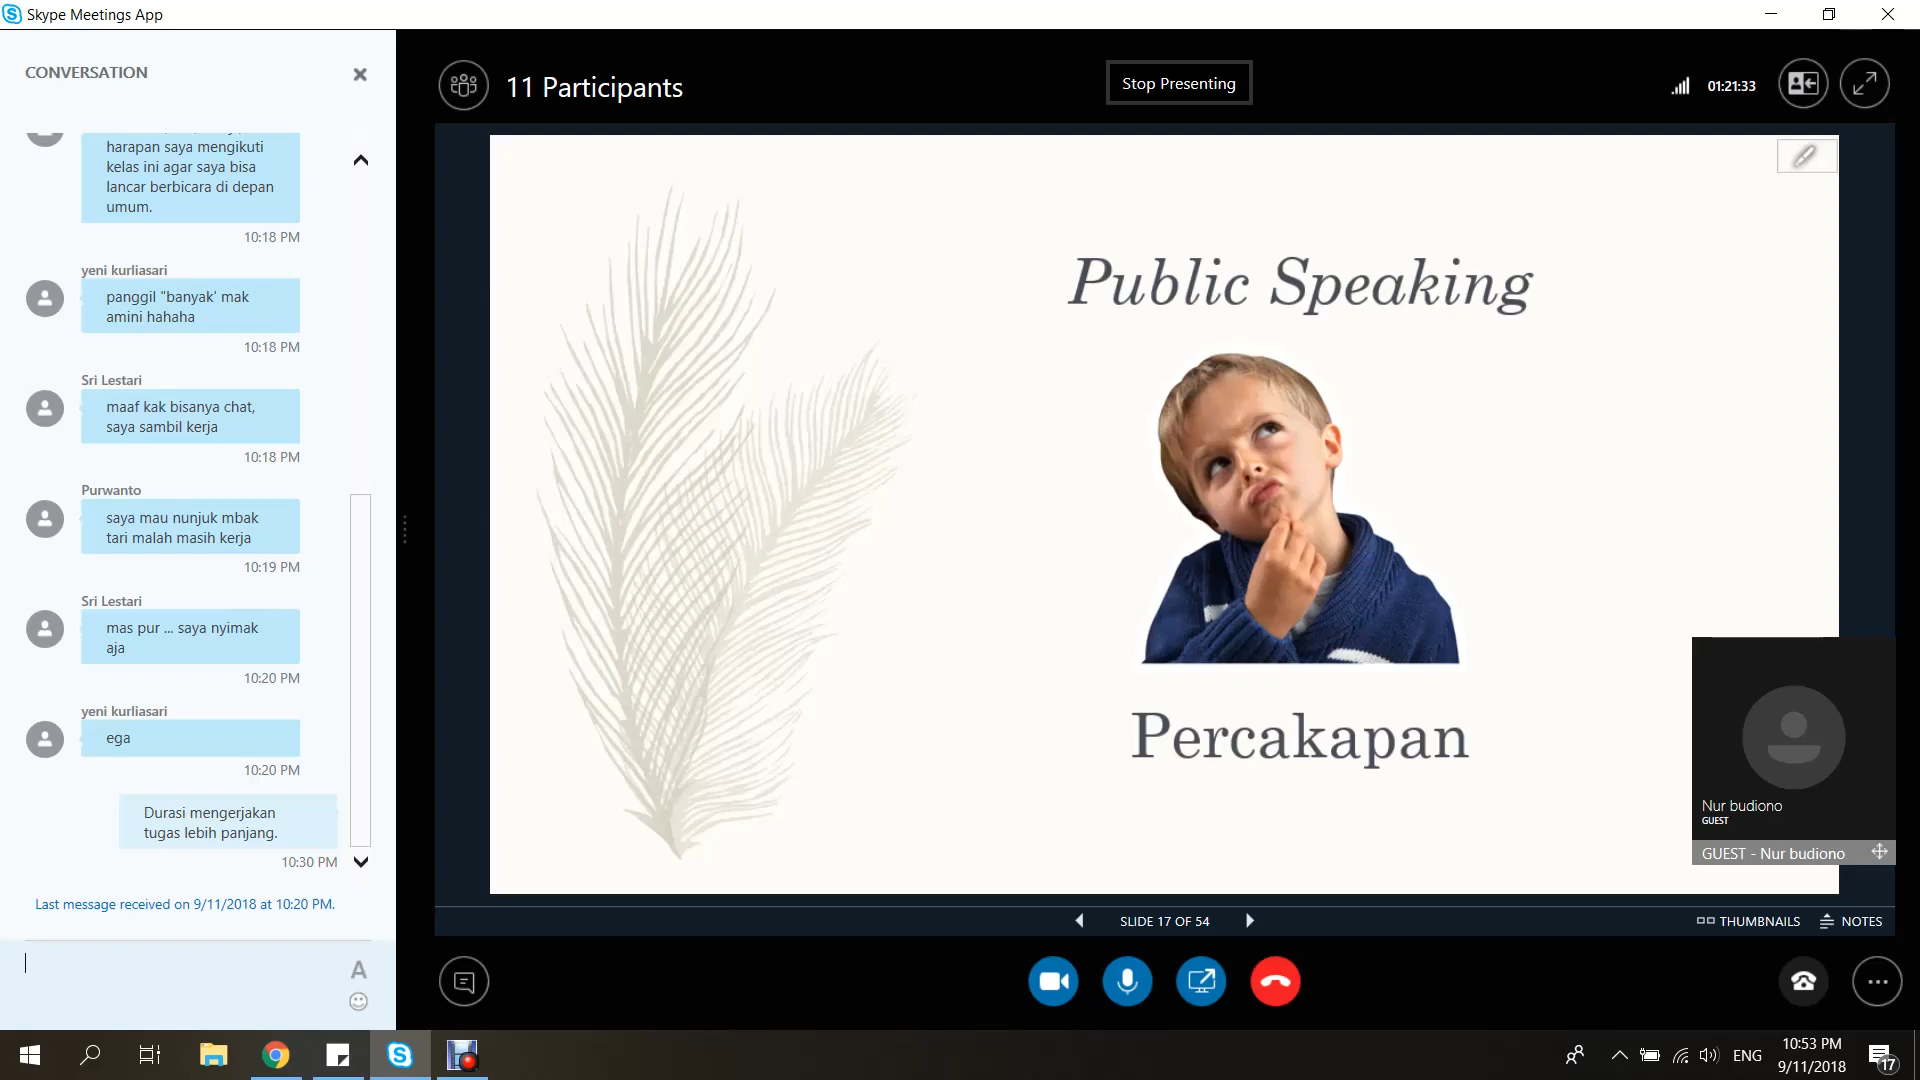 Skype Meetings App
CONVERSATION
harapan saya mengikuti
kelas ini agar saya bisa
lancar berbicara di depan
umum.
10:18 PM
yeni kurliasari
panggil "banyak' mak
amini hahaha
10:18 PM
Sri Lestari
maaf kak bisanya chat,
saya sambil kerja
10:18 PM
Purwanto
saya mau nunjuk mbak
tari malah masih kerja
10:19 PM
Sri Lestari
mas pur ... saya nyimak
aja
10:20 PM
yeni kurliasari
ega
10:20 PM
Durasi mengerjakan
tugas lebih panjang.
10:30 PM
Last message received on 9/11/2018 at 10:20 PM.
A
11 Participants
Stop Presenting
01:21:33
Public Speaking
Percakapan
Nur budiono
GUEST
GUEST - Nur budiono
SLIDE 17 OF 54
THUMBNAILS
NOTES
ENG
10:53 PM
9/11/2018
17